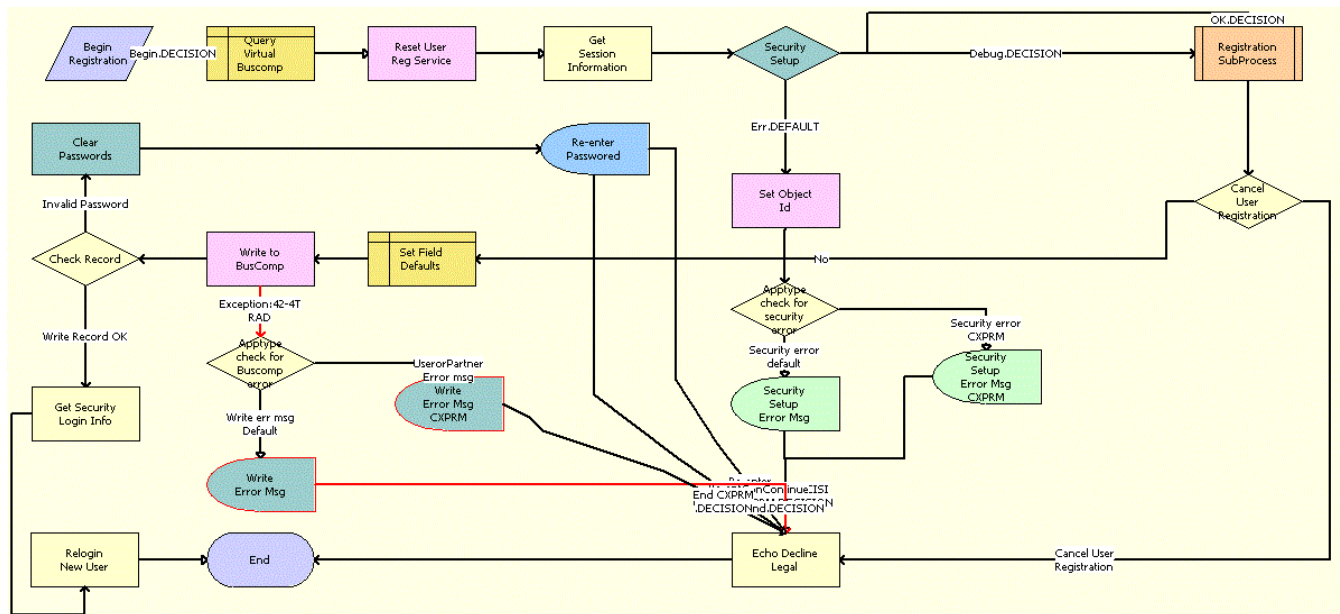 OK.DECISION
Begin
Registration
Begin.DECISION
Query
Virtual
Buscomp
Reset User
Reg Service
Get
Session
Information
Security
Setup
Debug.DECISION
Registration
SubProcess
Err.DEFAULT
Clear
Passwords
Re-enter
Passwored
Invalid Password
Set Object
Id
Cancel
User
Registration
Check Record
Write to
BusComp
Set Field
Defaults
No
Exception:42-4T
RAD
Apptype
check for
security
error
Security error
CXPRM
Write Record OK
Apptype
check for
Buscomp
error
UserorPartner
Error msg
Security error
default
Security
Setup
Error Msg
CXPRM
Write
Error Msg
CXPRM
Security
Setup
Error Msg
Get Security
Login Info
Write err msg
Default
Write
Error Msg
End CXPRM
Relogin
New User
End
Echo Decline
Legal
Cancel User
Registration